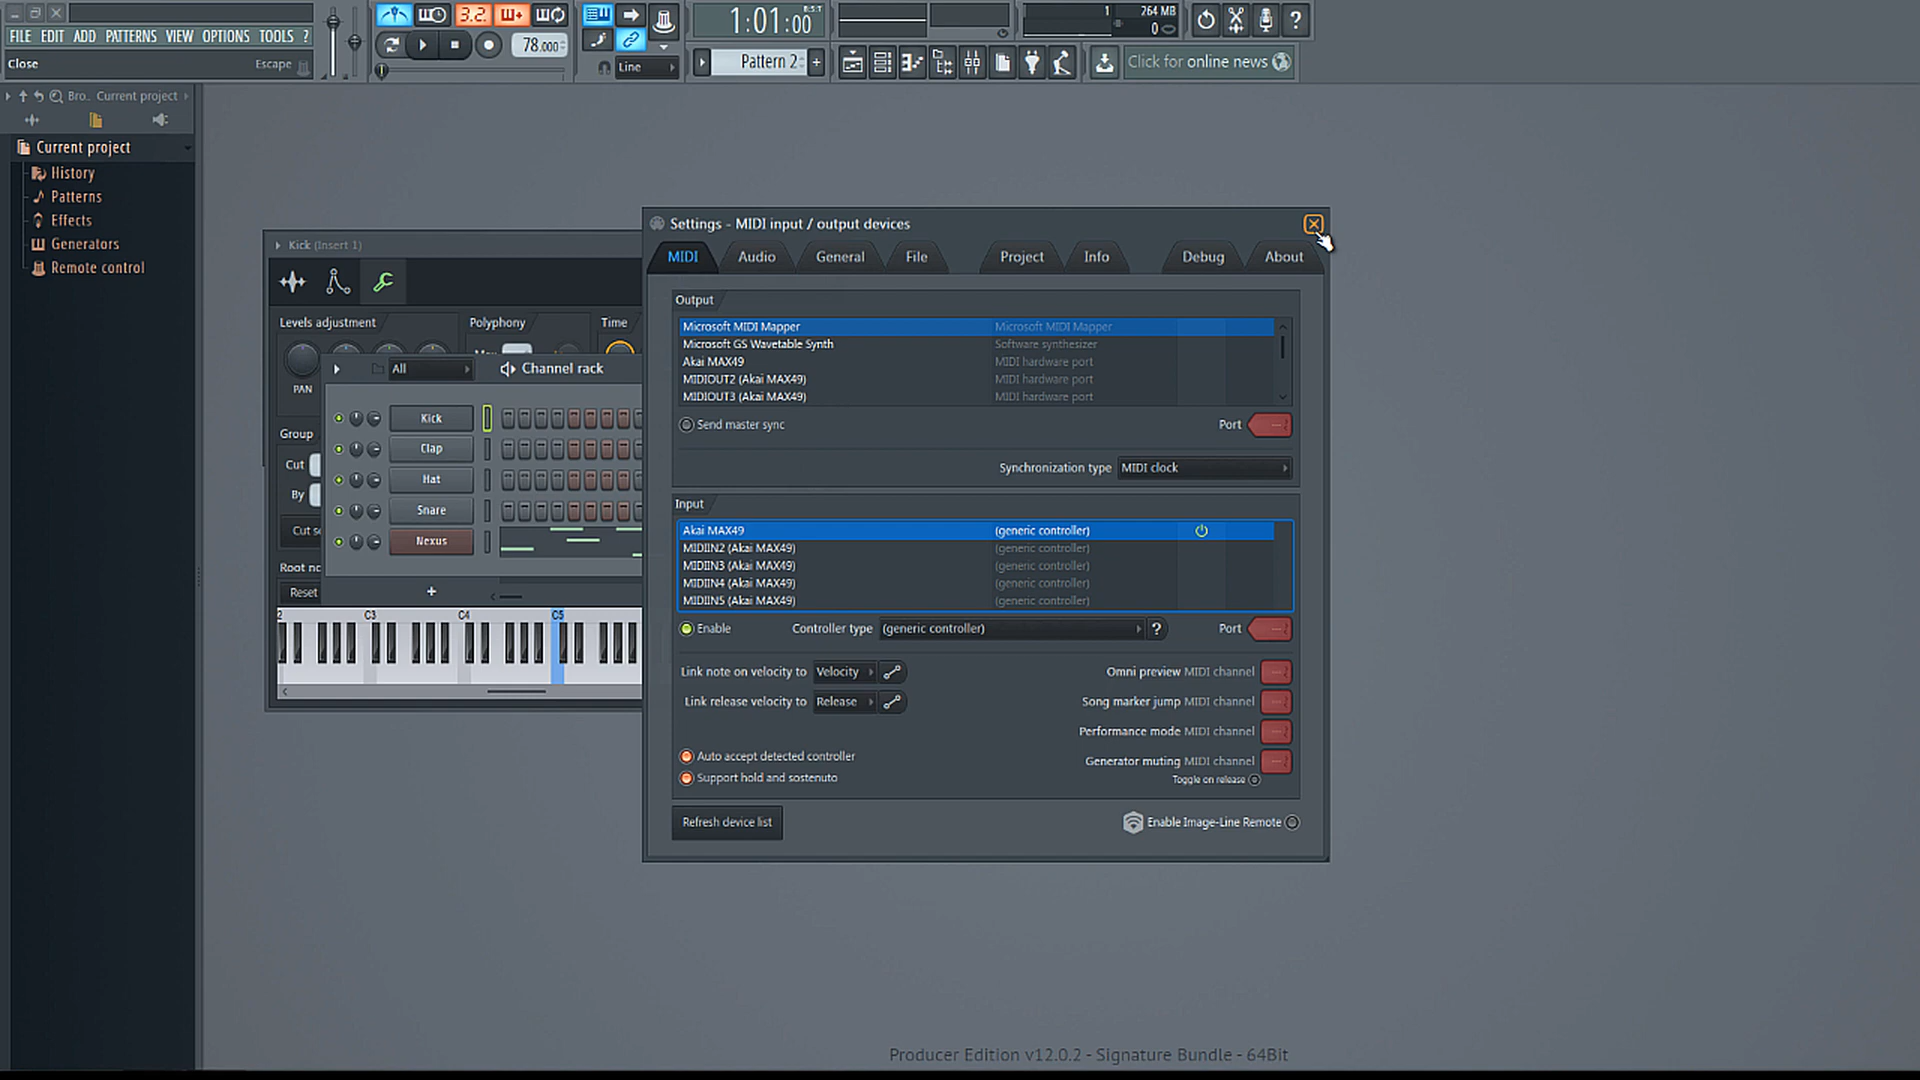 FILE EDIT ADD PATTERNS VIEW OPTIONS TOOLS ?
Close Escape
3.2.
78.000
Line
1:01:00
B:S:T
Pattern 2
+
1
264 MB
0
?
Click for online news
Bro.. Current project
Current project
History
Patterns
Effects
Generators
Remote control
Kick (Insert 1)
Levels adjustment
Polyphony
Time
PAN
Group
Cut
By
Cut s
Root n
Reset
All
Channel rack
Kick
Clap
Hat
Snare
Nexus
+
2 C3 C4 C5
Settings - MIDI input / output devices
MIDI Audio General File Project Info Debug About
Output
Microsoft MIDI Mapper Microsoft MIDI Mapper
Microsoft GS Wavetable Synth Software synthesizer
Akai MAX49 MIDI hardware port
MIDIOUT2 (Akai MAX49) MIDI hardware port
MIDIOUT3 (Akai MAX49) MIDI hardware port
Send master sync
Port ---
Synchronization type MIDI clock
Input
Akai MAX49 (generic controller)
MIDIIN2 (Akai MAX49) (generic controller)
MIDIIN3 (Akai MAX49) (generic controller)
MIDIIN4 (Akai MAX49) (generic controller)
MIDIIN5 (Akai MAX49) (generic controller)
Enable
Controller type (generic controller) ?
Port ---
Link note on velocity to Velocity
Omni preview MIDI channel
Link release velocity to Release
Song marker jump MIDI channel
Performance mode MIDI channel
Auto accept detected controller
Generator muting MIDI channel
Support hold and sostenuto
Toggle on release
Refresh device list
Enable Image-Line Remote
Producer Edition v12.0.2 - Signature Bundle - 64Bit